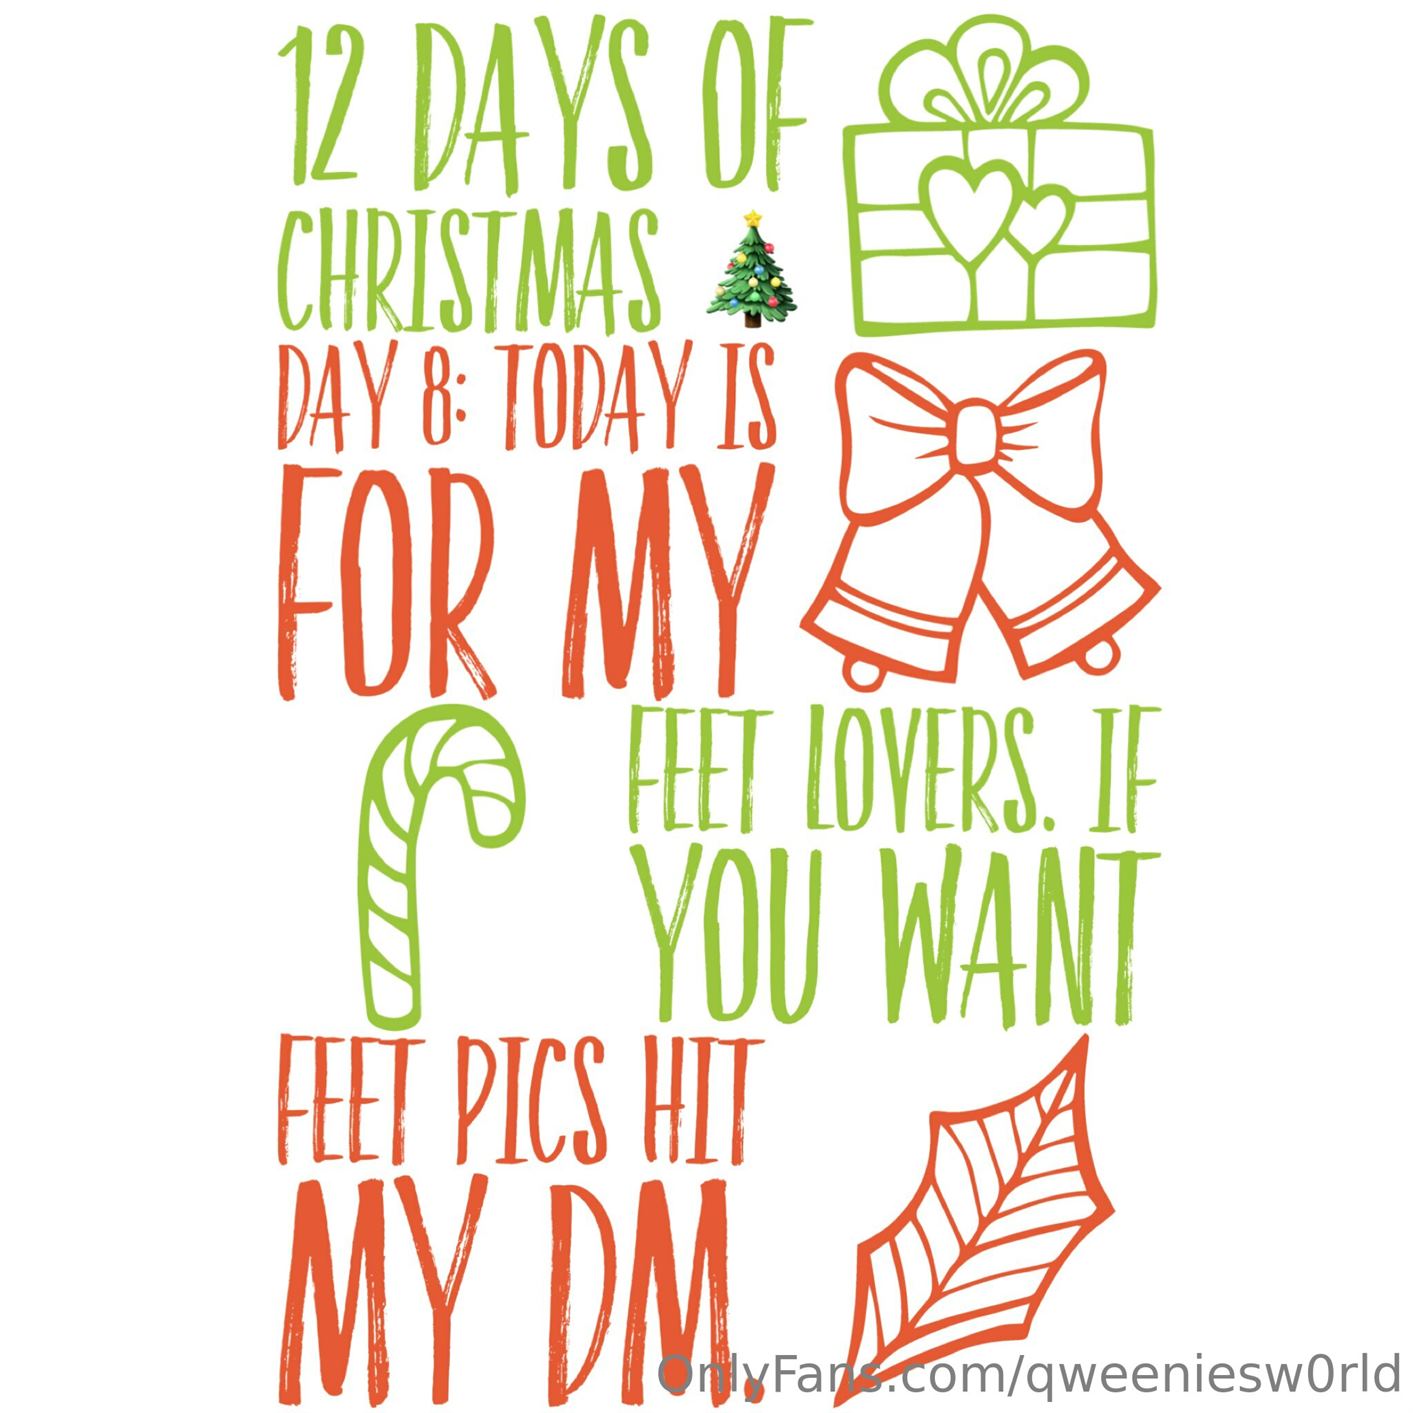 12 DAYS OF
CHRISTMAS 🎄
DAY 8: TODAY IS
FOR MY
FEET LOVERS. IF
YOU WANT
FEET PICS HIT
MY DM.
OnlyFans.com/qweeniesw0rld